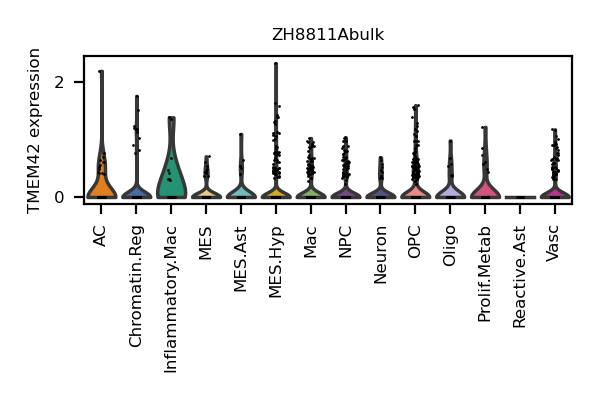 ZH8811Abulk
TMEM42 expression
2
0
AC
Chromatin.Reg
Inflammatory.Mac
MES
MES.Ast
MES.Hyp
Mac
NPC
Neuron
OPC
Oligo
Prolif.Metab
Reactive.Ast
Vasc